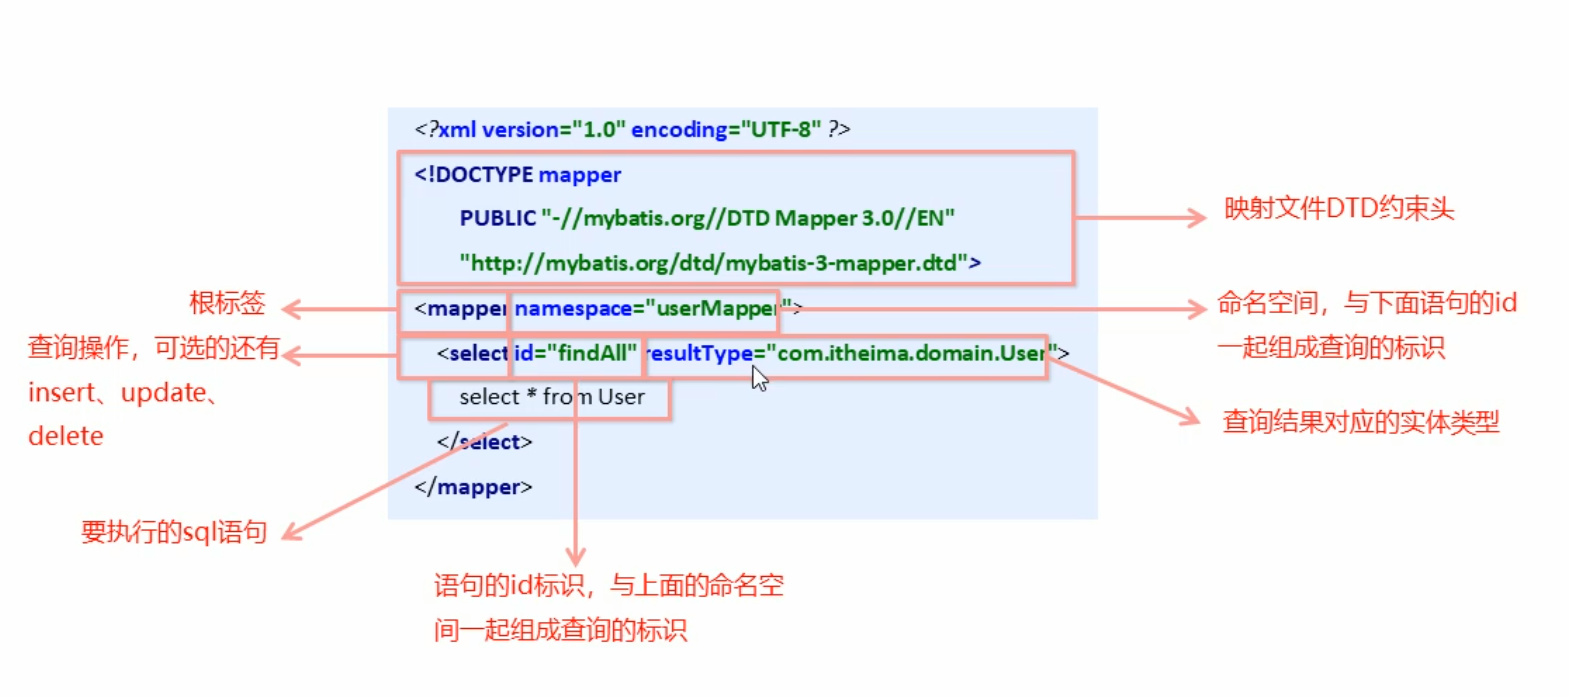 <?xml version="1.0" encoding="UTF-8" ?>
<!DOCTYPE mapper
PUBLIC "-//mybatis.org//DTD Mapper 3.0//EN"
"http://mybatis.org/dtd/mybatis-3-mapper.dtd">
<mapper namespace="userMapper">
<select id="findAll" resultType="com.itheima.domain.User">
select * from User
</select>
</mapper>
映射文件DTD约束头
根标签
命名空间，与下面语句的id
一起组成查询的标识
查询操作，可选的还有
insert、update、
delete
查询结果对应的实体类型
要执行的sql语句
语句的id标识，与上面的命名空
间一起组成查询的标识